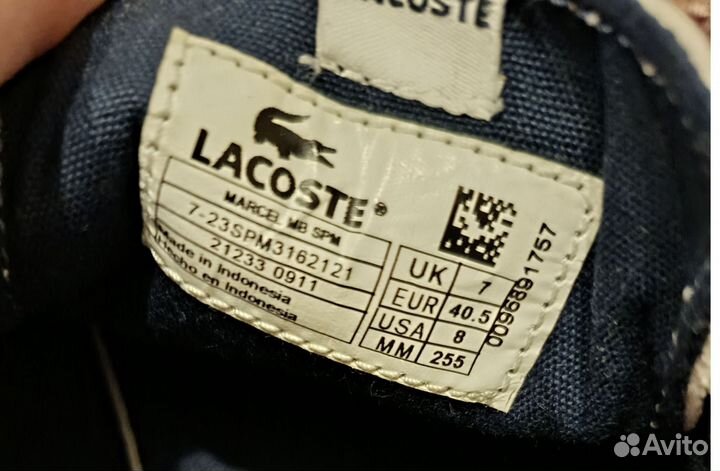 LACOSTE
LACOSTE®
MARCEL MB SPM
7-23SPM3162121
21233 0911
Made in Indonesia
Hecho en Indonesia
UK 7
EUR 40.5
USA 8
MM 255
0096891757
Avito